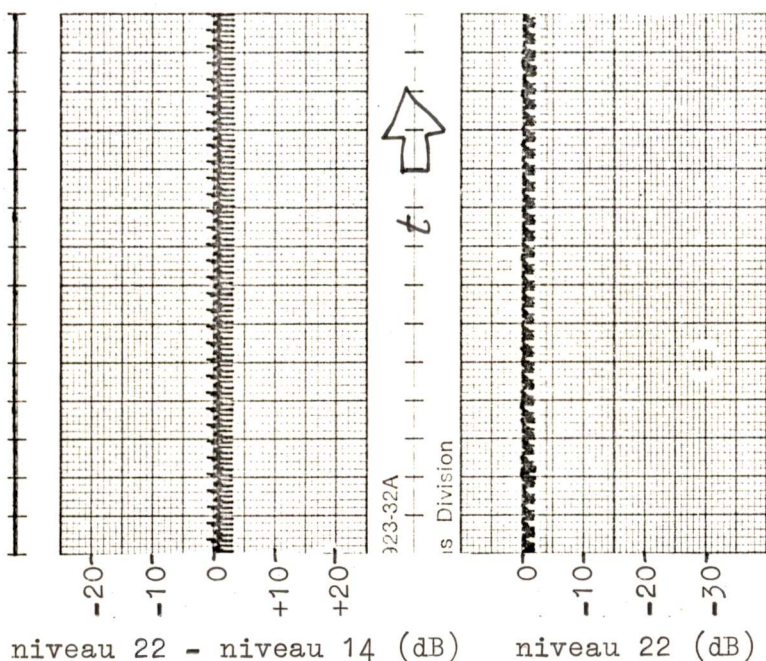 t
923-32A
is Division
-20 -10 0 +10 +20
0 -10 -20 -30
niveau 22 - niveau 14 (dB)
niveau 22 (dB)